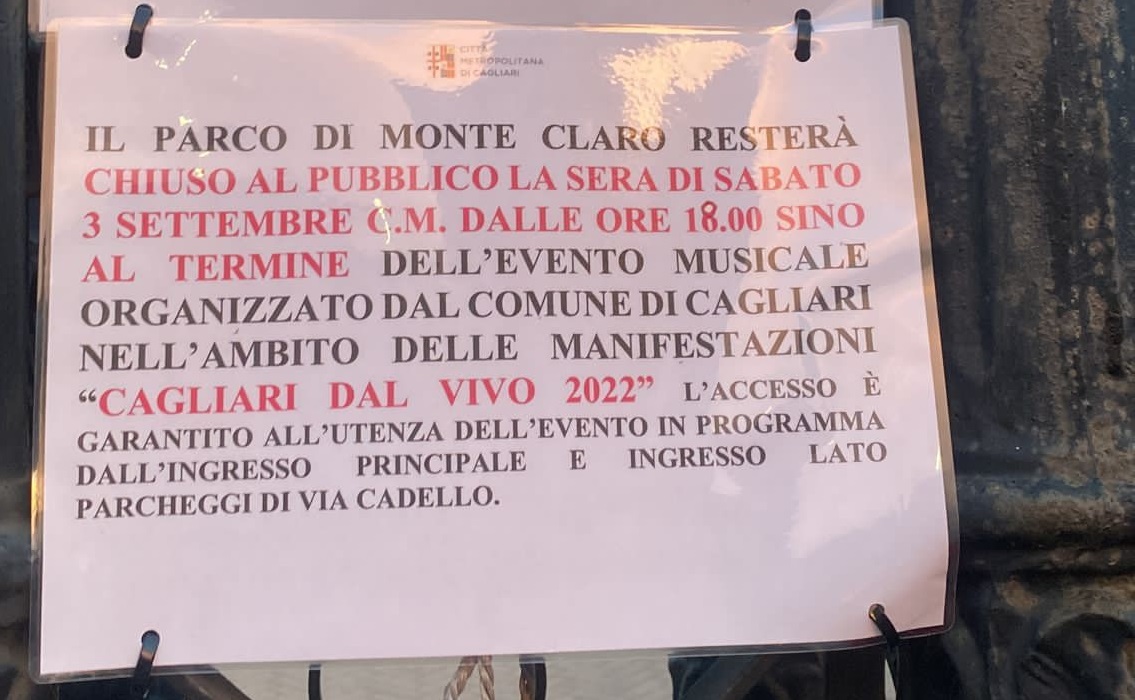 CITTÀ
METROPOLITANA
DI CAGLIARI
IL PARCO DI MONTE CLARO RESTERÀ
CHIUSO AL PUBBLICO LA SERA DI SABATO
3 SETTEMBRE C.M. DALLE ORE 18.00 SINO
AL TERMINE DELL'EVENTO MUSICALE
ORGANIZZATO DAL COMUNE DI CAGLIARI
NELL'AMBITO DELLE MANIFESTAZIONI
“CAGLIARI DAL VIVO 2022” L'ACCESSO È
GARANTITO ALL'UTENZA DELL'EVENTO IN PROGRAMMA
DALL'INGRESSO PRINCIPALE E INGRESSO LATO
PARCHEGGI DI VIA CADELLO.